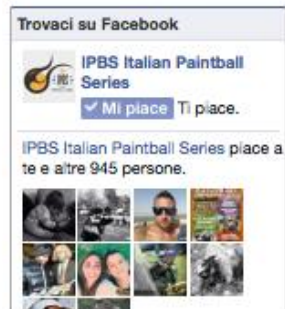 Trovaci su Facebook
IPBS Italian Paintball
Series
Mi piace Ti piace.
IPBS Italian Paintball Series piace a
te e altre 945 persone.